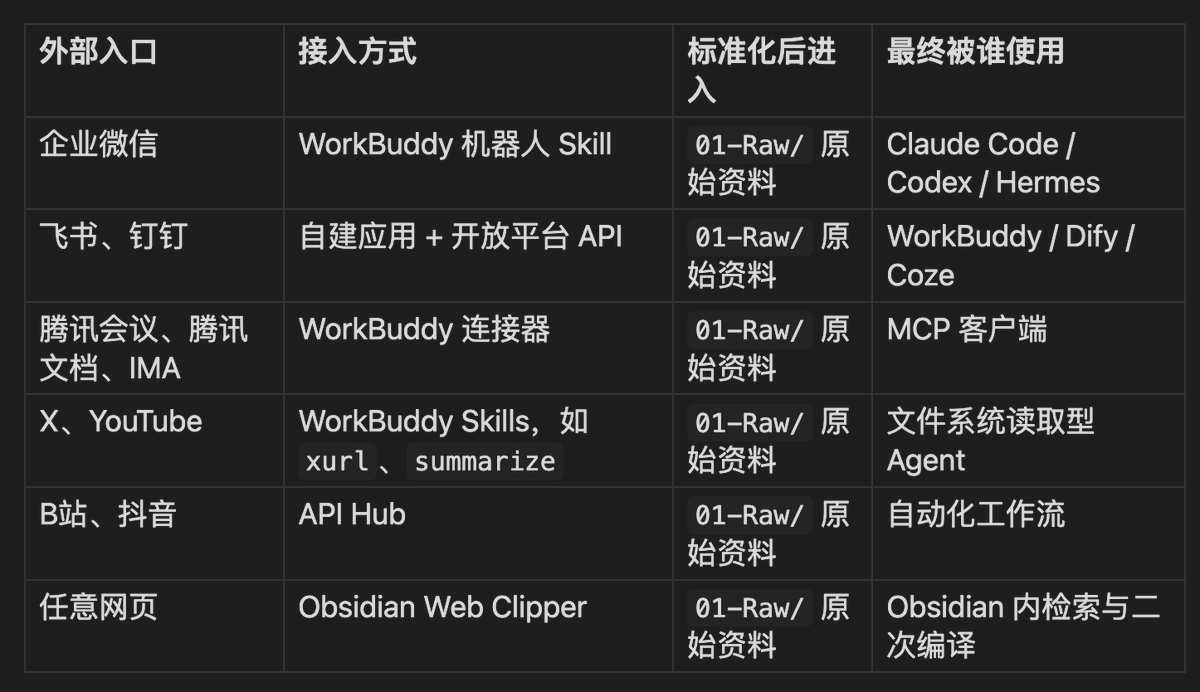 外部入口 接入方式 标准化后进入 最终被谁使用
企业微信 WorkBuddy 机器人 Skill 01-Raw/ 原始资料 Claude Code / Codex / Hermes
飞书、钉钉 自建应用 + 开放平台 API 01-Raw/ 原始资料 WorkBuddy / Dify / Coze
腾讯会议、腾讯文档、IMA WorkBuddy 连接器 01-Raw/ 原始资料 MCP 客户端
X、YouTube WorkBuddy Skills，如 xurl、summarize 01-Raw/ 原始资料 文件系统读取型 Agent
B站、抖音 API Hub 01-Raw/ 原始资料 自动化工作流
任意网页 Obsidian Web Clipper 01-Raw/ 原始资料 Obsidian 内检索与二次编译